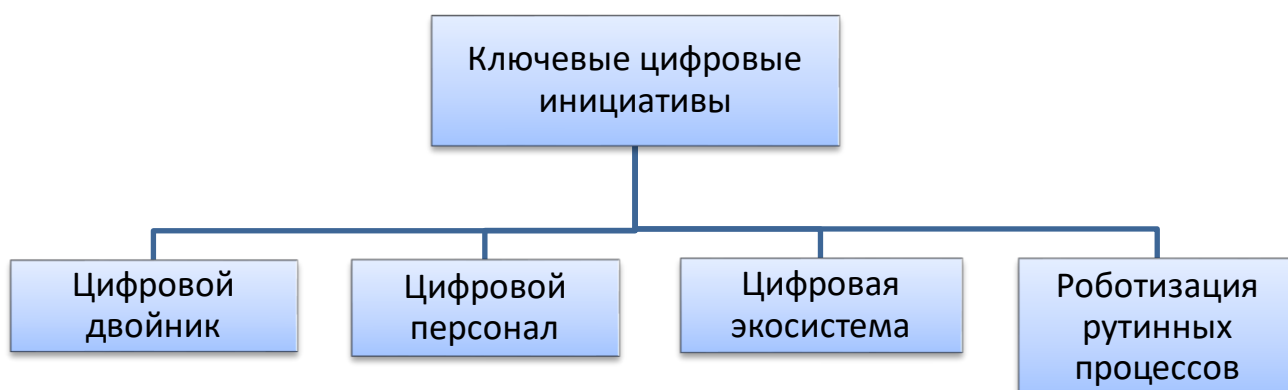 Ключевые цифровые
инициативы
Цифровой
двойник
Цифровой
персонал
Цифровая
экосистема
Роботизация
рутинных
процессов